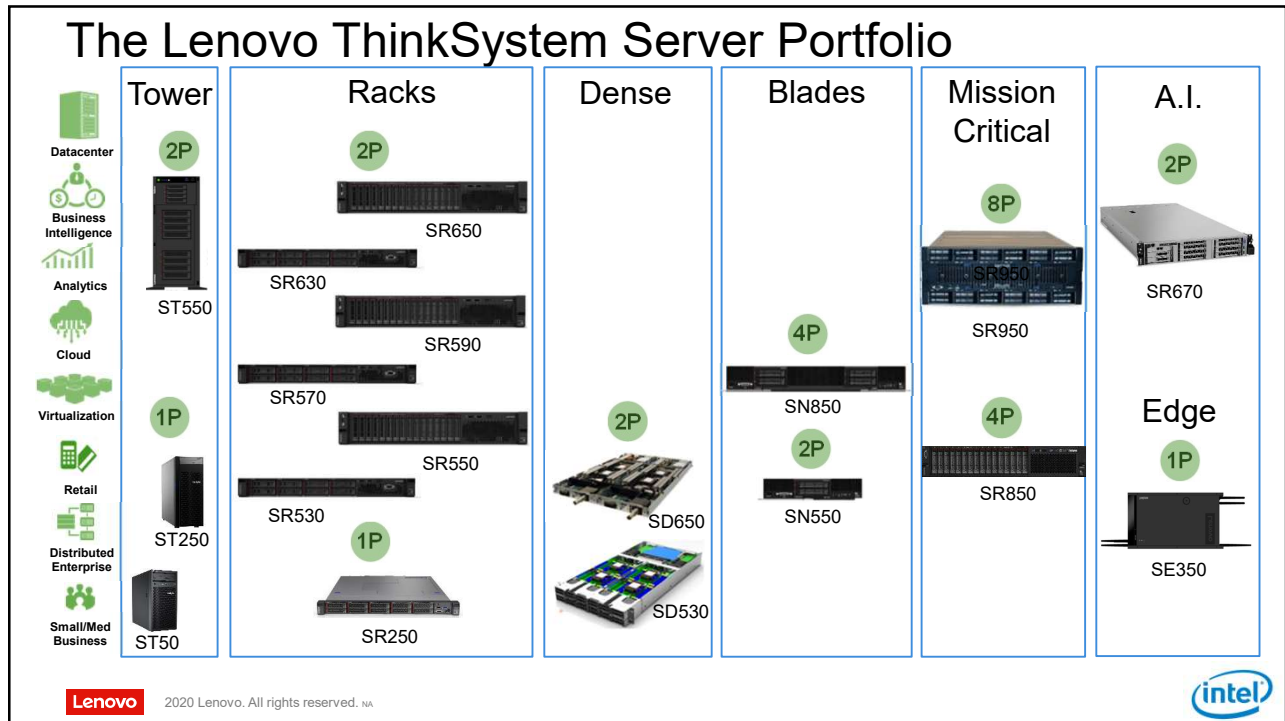 The Lenovo ThinkSystem Server Portfolio
Datacenter
Business
Intelligence
Analytics
Cloud
Virtualization
Retail
Distributed
Enterprise
Small/Med
Business
Tower
2P
ST550
1P
ST250
ST50
Racks
2P
SR650
SR630
SR590
SR570
SR550
SR530
1P
SR250
Dense
2P
SD650
SD530
Blades
4P
SN850
2P
SN550
Mission
Critical
8P
SR950
SR950
4P
SR850
A.I.
2P
SR670
Edge
1P
SE350
Lenovo
2020 Lenovo. All rights reserved. NA
intel